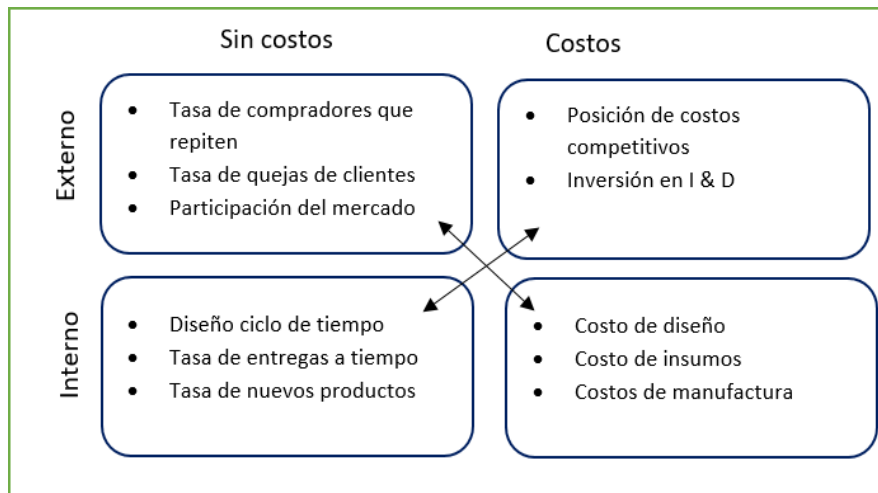 Sin costos
Costos
Externo
• Tasa de compradores que
repiten
• Tasa de quejas de clientes
• Participación del mercado
• Posición de costos
competitivos
• Inversión en I & D
Interno
• Diseño ciclo de tiempo
• Tasa de entregas a tiempo
• Tasa de nuevos productos
• Costo de diseño
• Costo de insumos
• Costos de manufactura